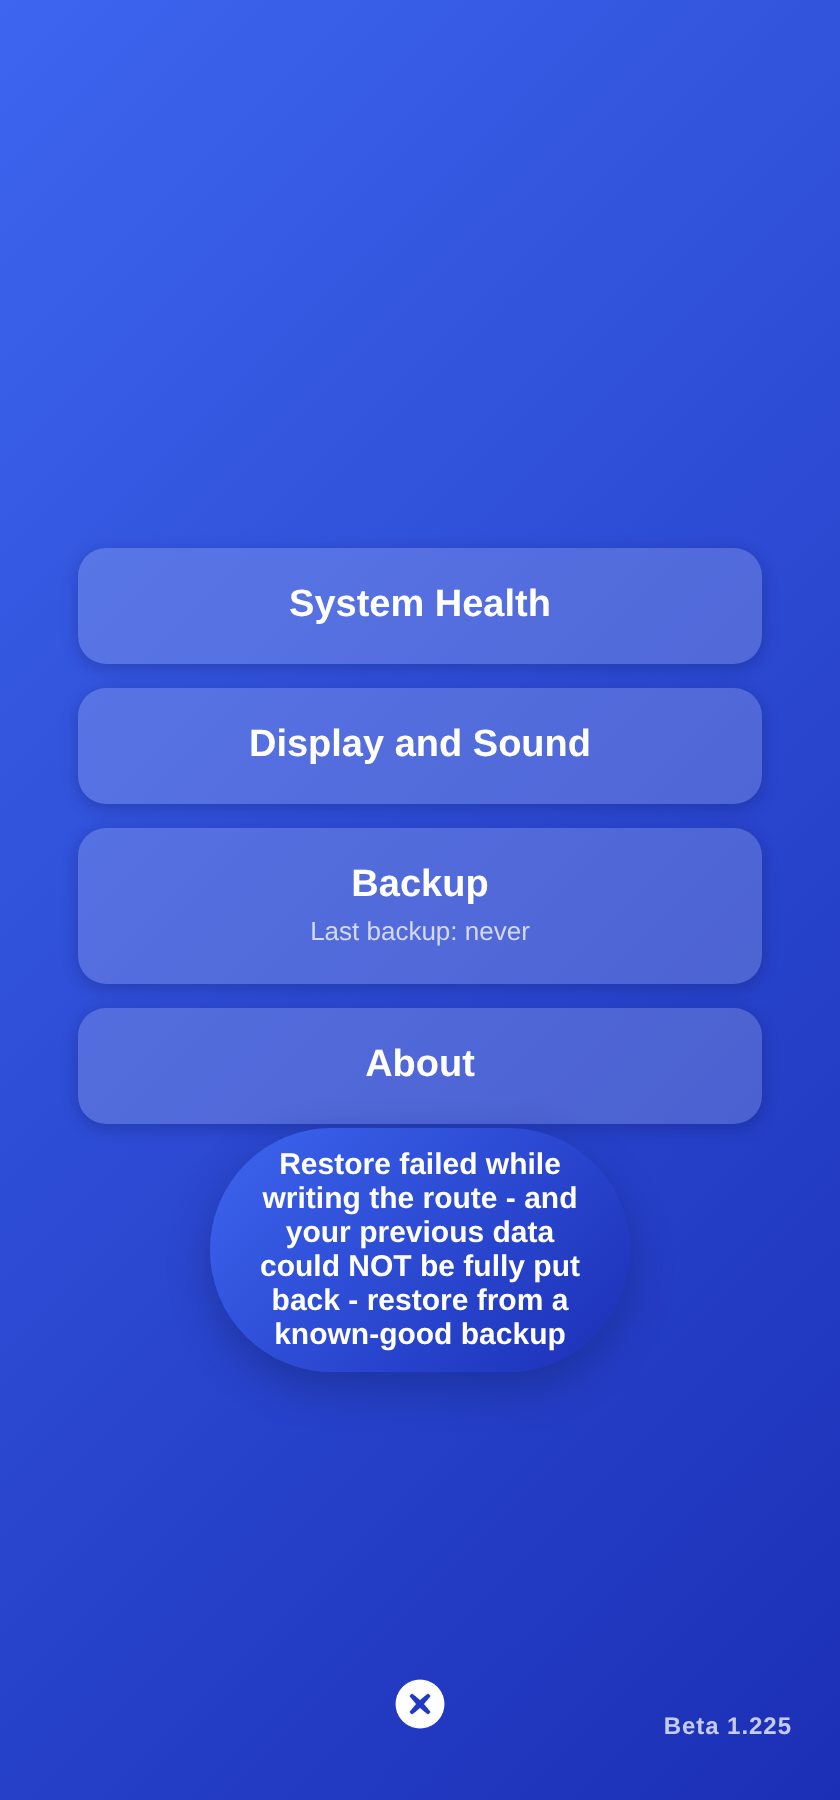 System Health
Display and Sound
Backup
Last backup: never
About
Restore failed while
writing the route - and
your previous data
could NOT be fully put
back - restore from a
known-good backup
Beta 1.225